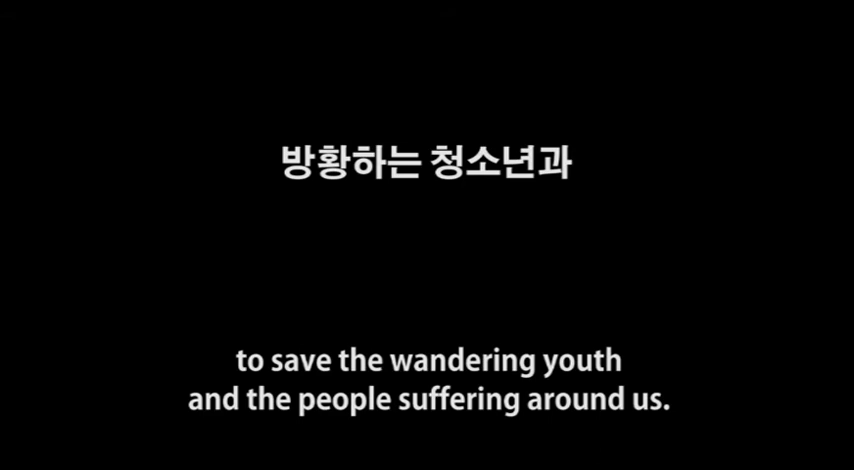 방황하는 청소년과
to save the wandering youth
and the people suffering around us.